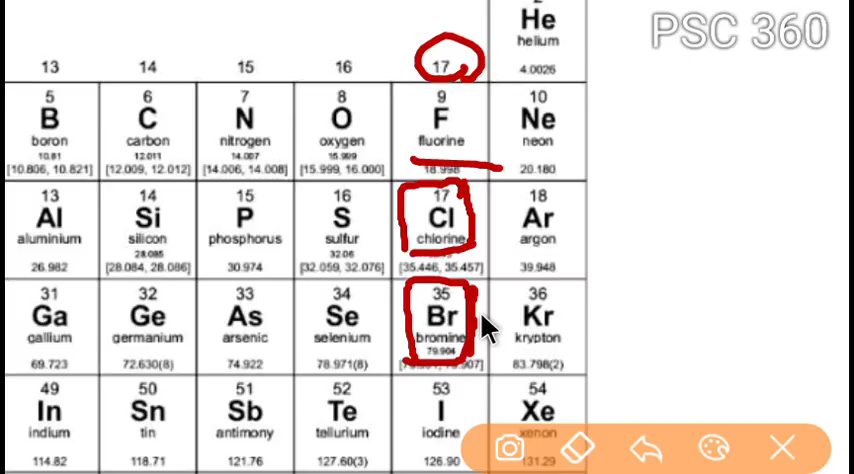 He
helium
4.0026
PSC 360
13 14 15 16 17
5 6 7 8 9 10
B C N O F Ne
boron carbon nitrogen oxygen fluorine neon
10.81 12.011 14.007 15.999
[10.806, 10.821] [12.009, 12.012] [14.006, 14.008] [15.999, 16.000] 18.998 20.180
13 14 15 16 17 18
Al Si P S Cl Ar
aluminium silicon phosphorus sulfur chlorine argon
28.085 32.06
26.982 [28.084, 28.086] 30.974 [32.059, 32.076] [35.446, 35.457] 39.948
31 32 33 34 35 36
Ga Ge As Se Br Kr
gallium germanium arsenic selenium bromine krypton
79.904
69.723 72.630(8) 74.922 78.971(8) 83.798(2)
49 50 51 52 53 54
In Sn Sb Te I Xe
indium tin antimony tellurium iodine xenon
114.82 118.71 121.76 127.60(3) 126.90 131.29